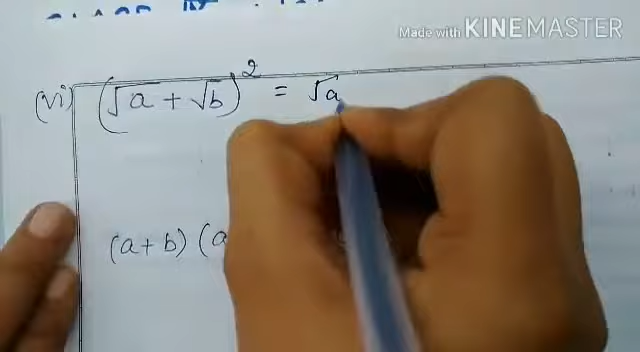 Made with KINEMASTER
(vi) (√a + √b)² = √a
(a + b) (a